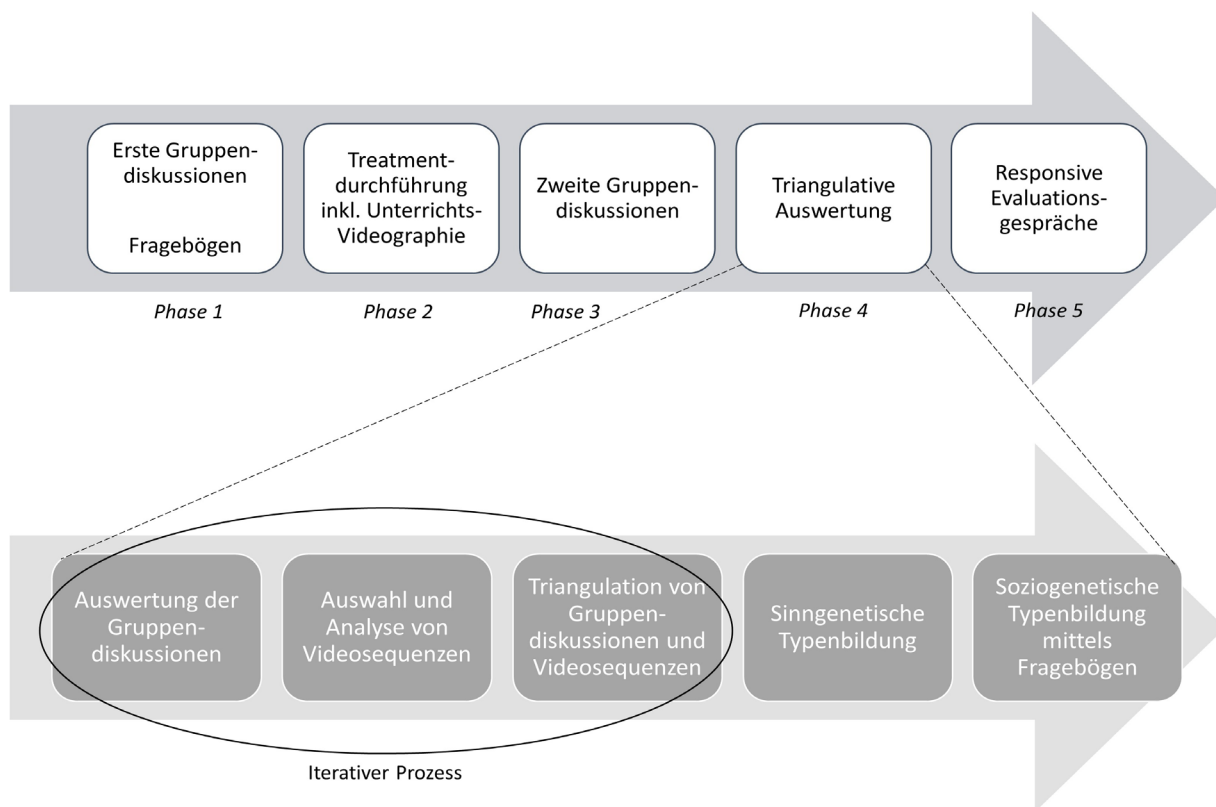 Erste Gruppen-
diskussionen
Fragebögen
Treatment-
durchführung
inkl. Unterrichts-
Videographie
Zweite Gruppen-
diskussionen
Triangulative
Auswertung
Responsive
Evaluations-
gespräche
Phase 1
Phase 2
Phase 3
Phase 4
Phase 5
Auswertung der
Gruppen-
diskussionen
Auswahl und
Analyse von
Videosequenzen
Triangulation von
Gruppen-
diskussionen und
Videosequenzen
Sinngenetische
Typenbildung
Soziogenetische
Typenbildung
mittels
Fragebögen
Iterativer Prozess